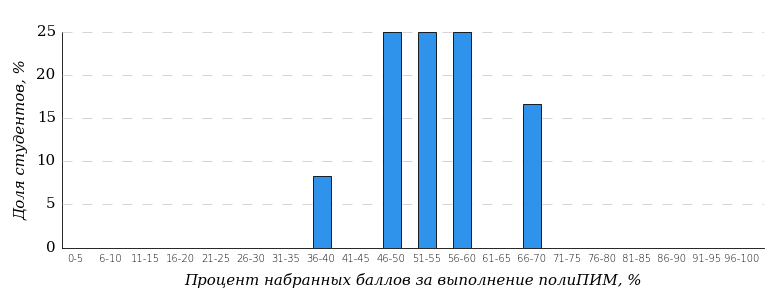 25
20
15
10
5
0
Доля студентов, %
0-5 6-10 11-15 16-20 21-25 26-30 31-35 36-40 41-45 46-50 51-55 56-60 61-65 66-70 71-75 76-80 81-85 86-90 91-95 96-100
Процент набранных баллов за выполнение полиПИМ, %